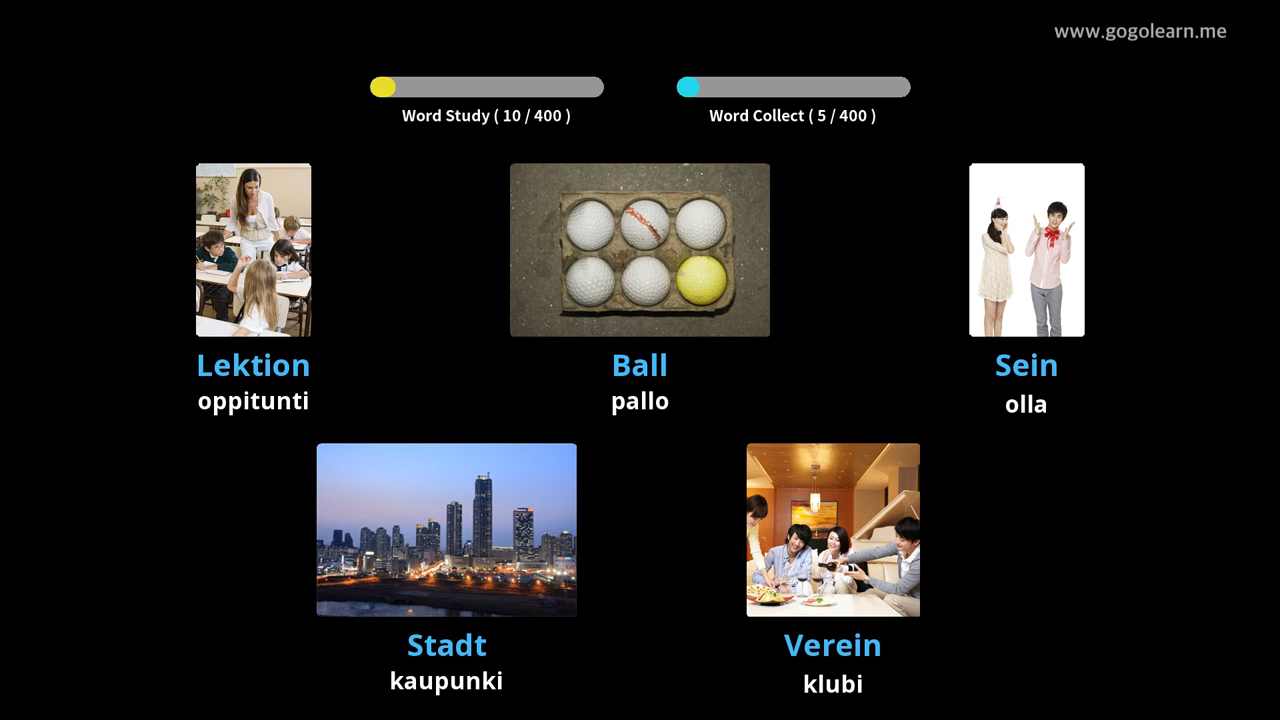 www.gogolearn.me
Word Study ( 10 / 400 )
Word Collect ( 5 / 400 )
Lektion
oppitunti
Ball
pallo
Sein
olla
Stadt
kaupunki
Verein
klubi